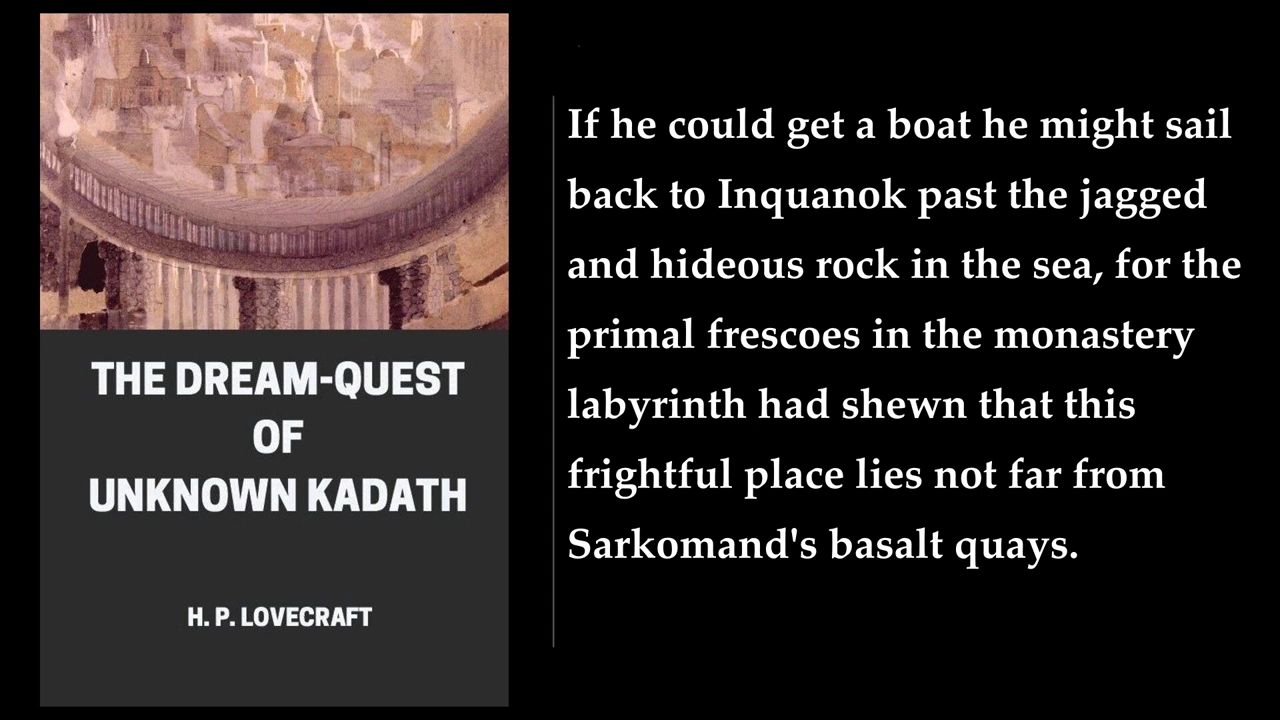 THE DREAM-QUEST
OF
UNKNOWN KADATH
H. P. LOVECRAFT
If he could get a boat he might sail
back to Inquanok past the jagged
and hideous rock in the sea, for the
primal frescoes in the monastery
labyrinth had shewn that this
frightful place lies not far from
Sarkomand's basalt quays.